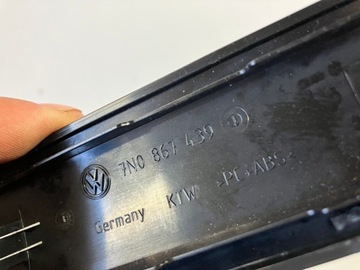 7N0 867 439 D
Germany KTW >PC+ABS<